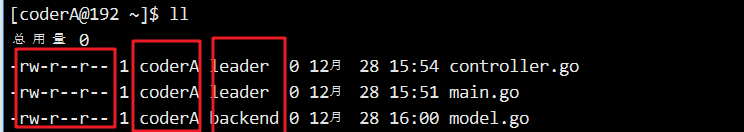 [coderA@192 ~]$ ll
总用量 0
-rw-r--r-- 1 coderA leader 0 12月 28 15:54 controller.go
-rw-r--r-- 1 coderA leader 0 12月 28 15:51 main.go
-rw-r--r-- 1 coderA backend 0 12月 28 16:00 model.go